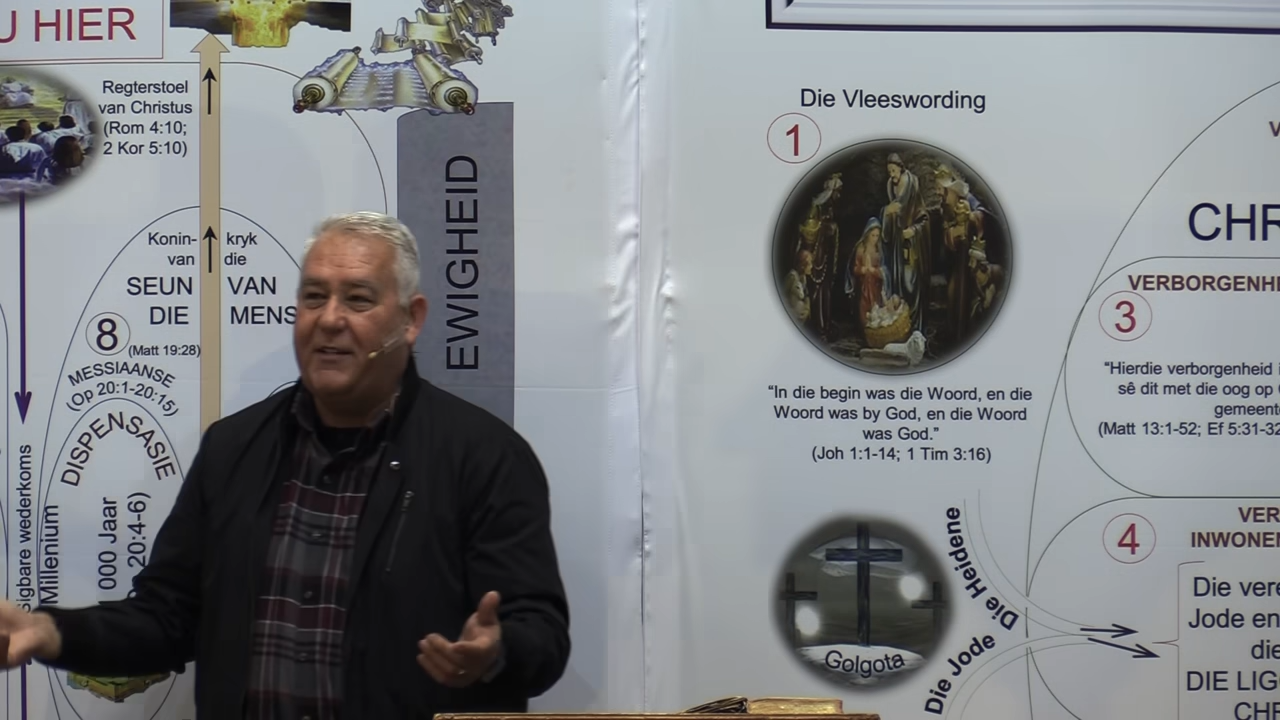 U HIER
Regterstoel
van Christus
(Rom 4:10;
2 Kor 5:10)
Konin- kryk
van die
SEUN VAN
DIE MENS
8
(Matt 19:28)
MESSIAANSE
(Op 20:1-20:15)
DISPENSASIE
000 Jaar
20:4-6)
Millenium
sigbare wederkoms
EWIGHEID
Die Vleeswording
1
“In die begin was die Woord, en die
Woord was by God, en die Woord
was God.”
(Joh 1:1-14; 1 Tim 3:16)
Golgota
Die Heidene
Die Jode
CHR
VERBORGENHE
3
“Hierdie verborgenheid
sê dit met die oog op
gemeent
(Matt 13:1-52; Ef 5:31-32
4
VER
INWONE
Die vere
Jode en
die
DIE LIG
CHR